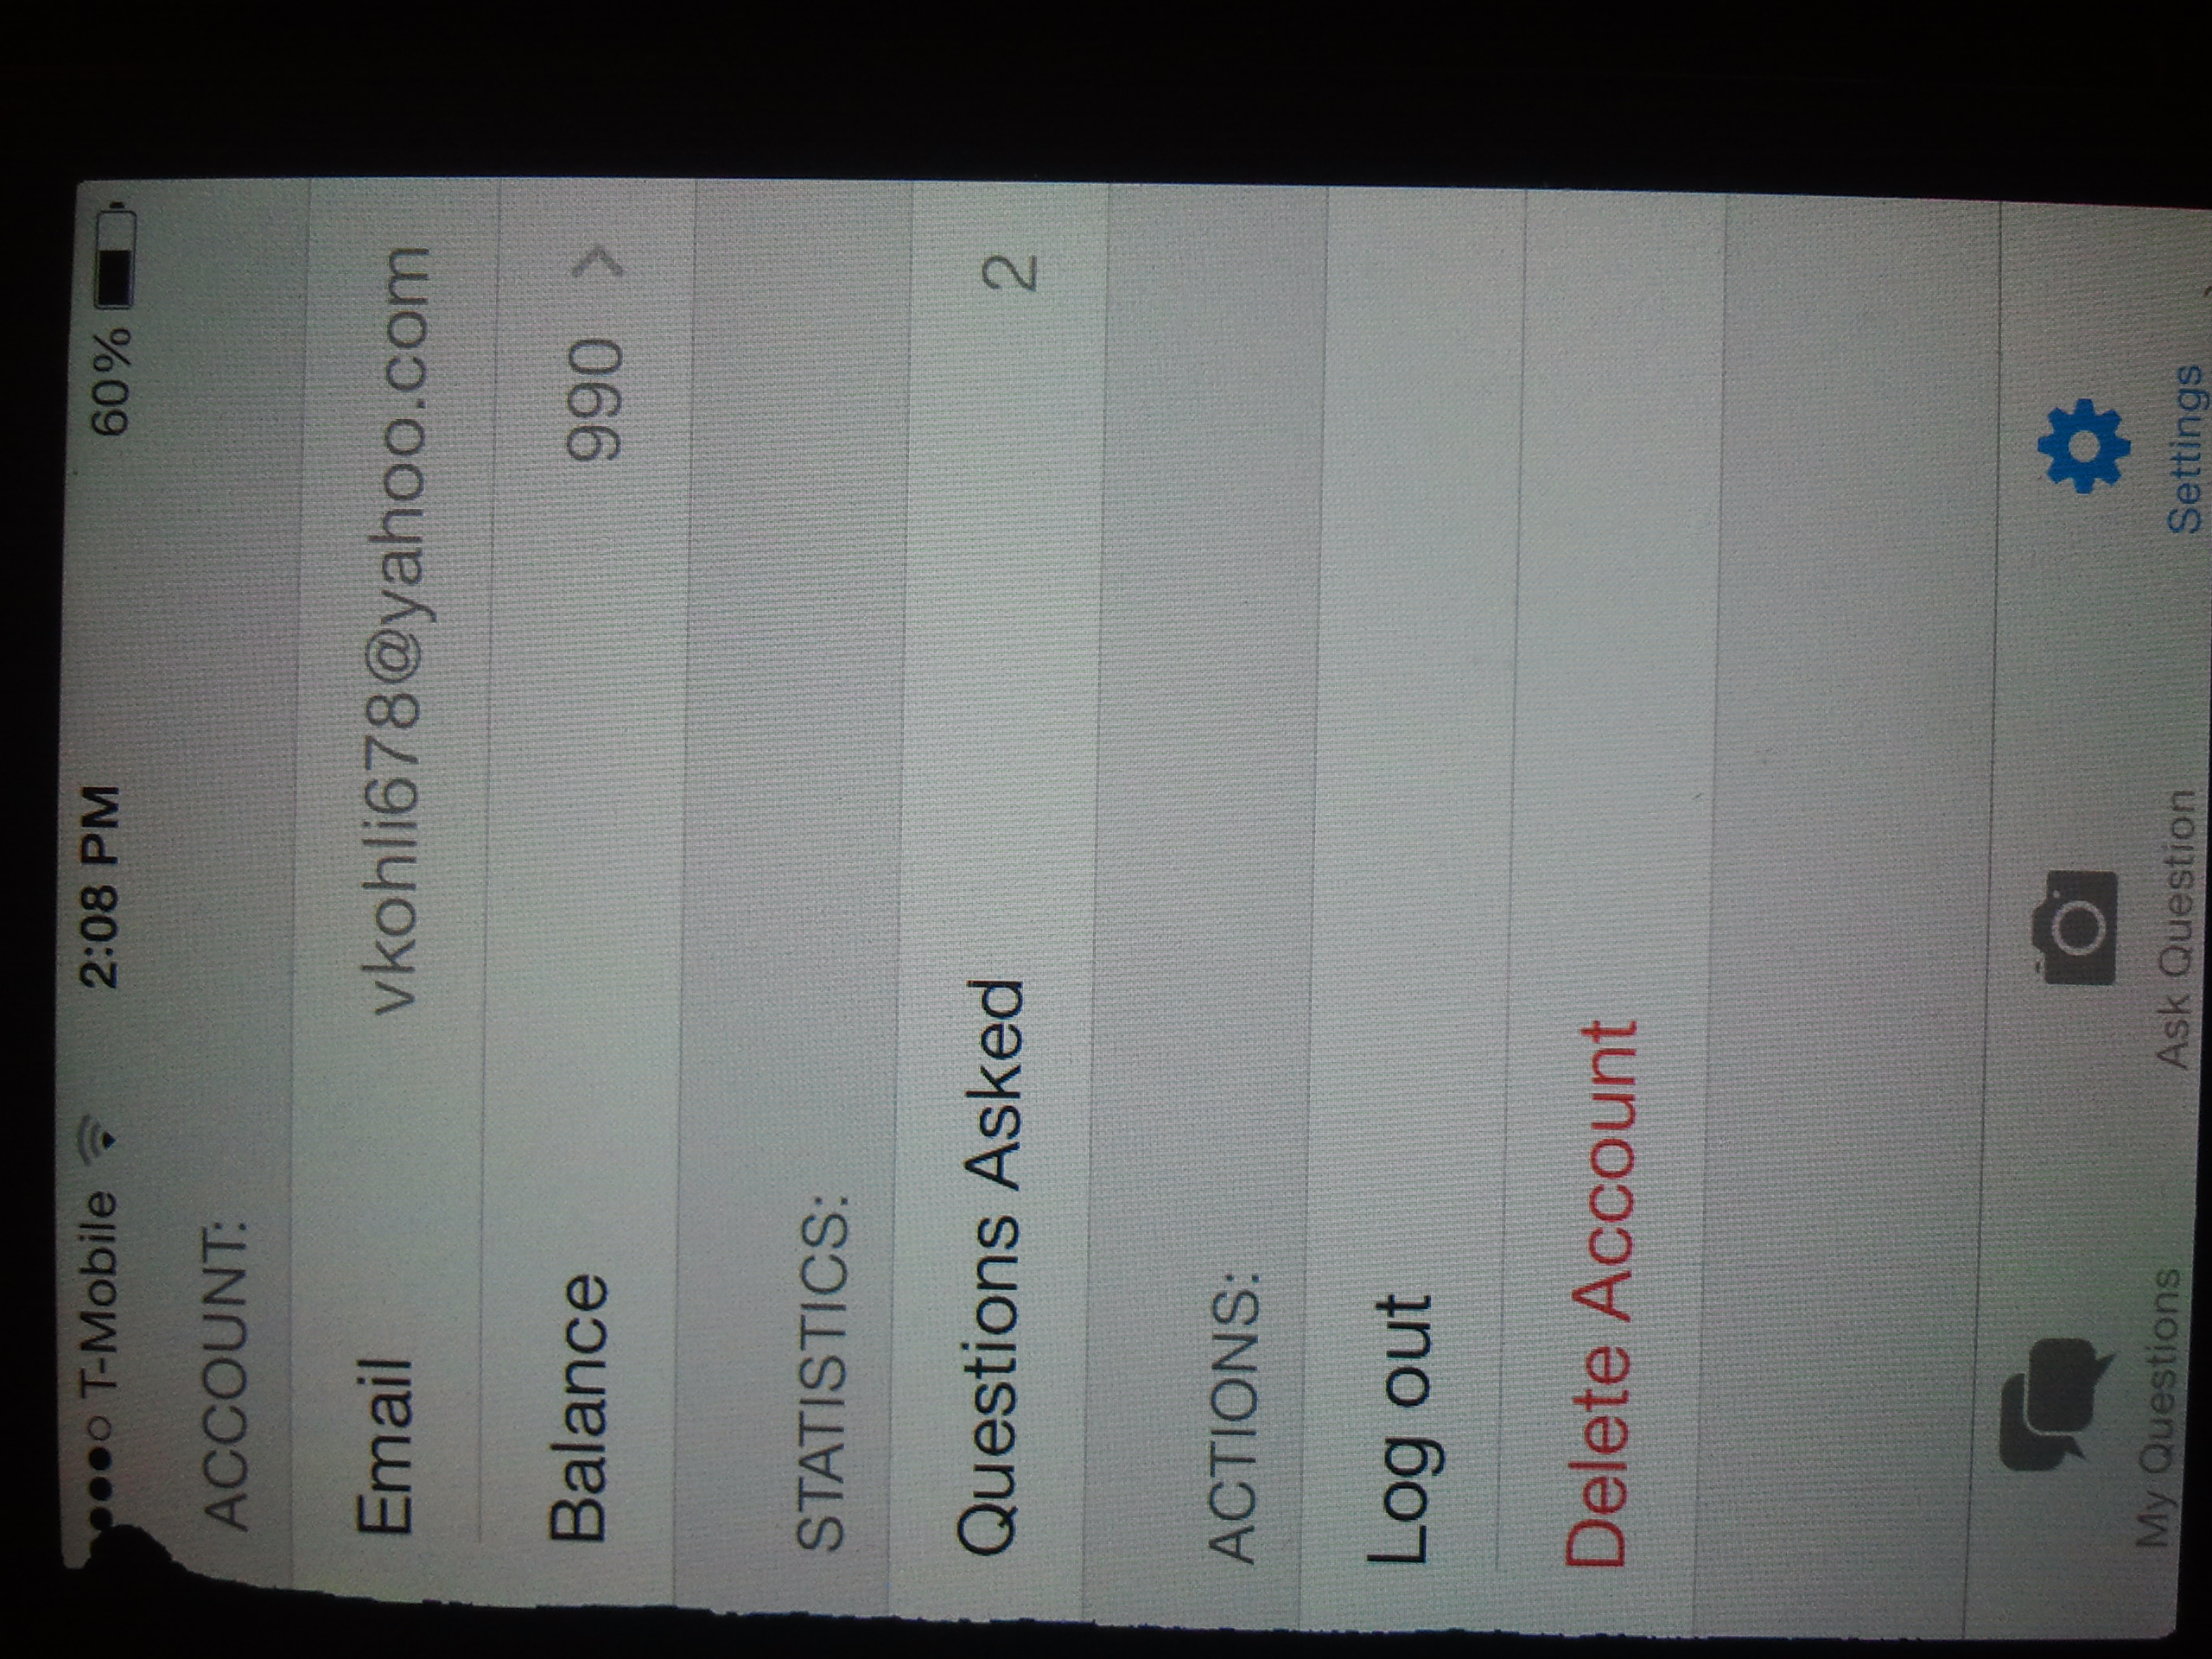 T-Mobile 2:08 PM 60%
ACCOUNT:
Email vkohli678@yahoo.com
Balance 990 >
STATISTICS:
Questions Asked 2
ACTIONS:
Log out
Delete Account
My Questions Ask Question Settings